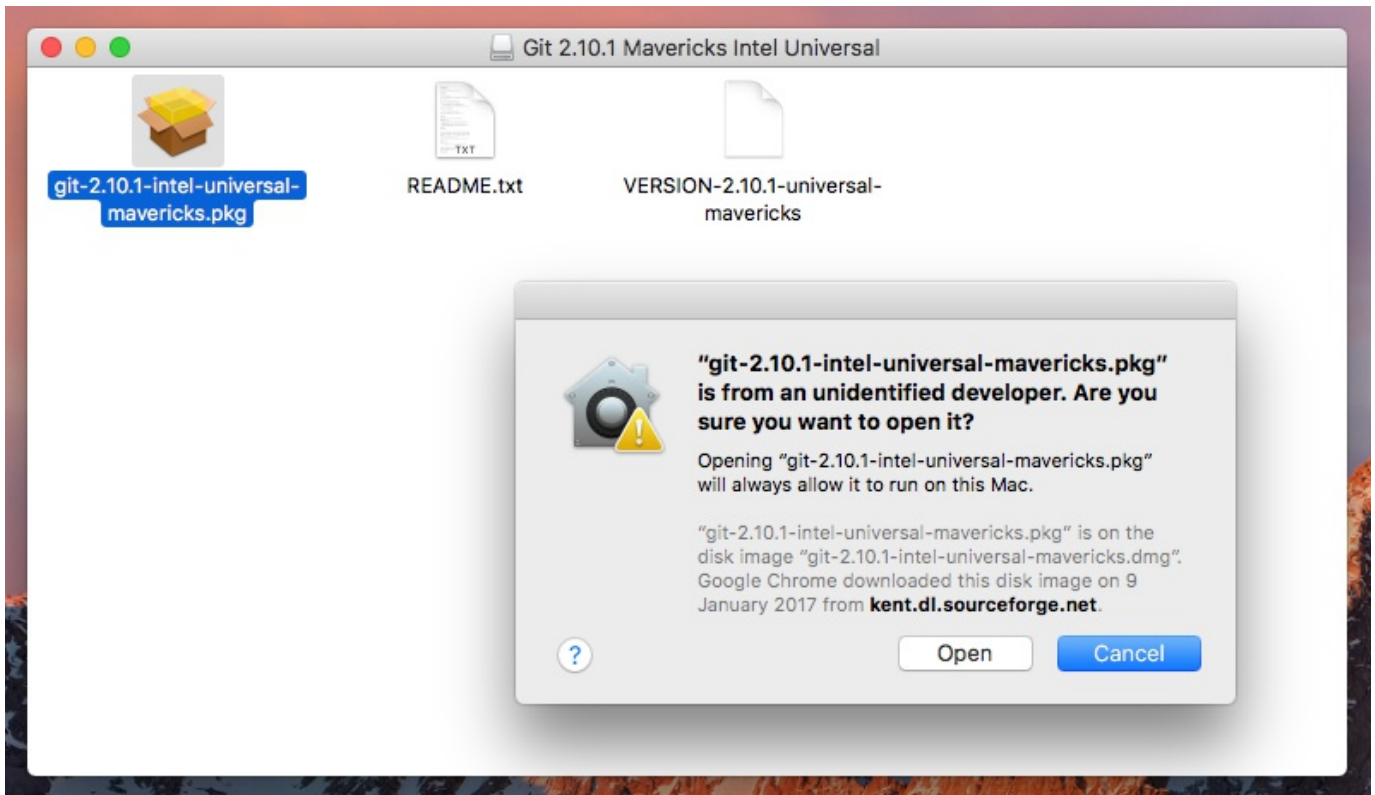 Git 2.10.1 Mavericks Intel Universal
git-2.10.1-intel-universal-
mavericks.pkg
TXT
README.txt
VERSION-2.10.1-universal-
mavericks
“git-2.10.1-intel-universal-mavericks.pkg”
is from an unidentified developer. Are you
sure you want to open it?
Opening “git-2.10.1-intel-universal-mavericks.pkg”
will always allow it to run on this Mac.
“git-2.10.1-intel-universal-mavericks.pkg” is on the
disk image “git-2.10.1-intel-universal-mavericks.dmg”.
Google Chrome downloaded this disk image on 9
January 2017 from kent.dl.sourceforge.net.
?
Open
Cancel